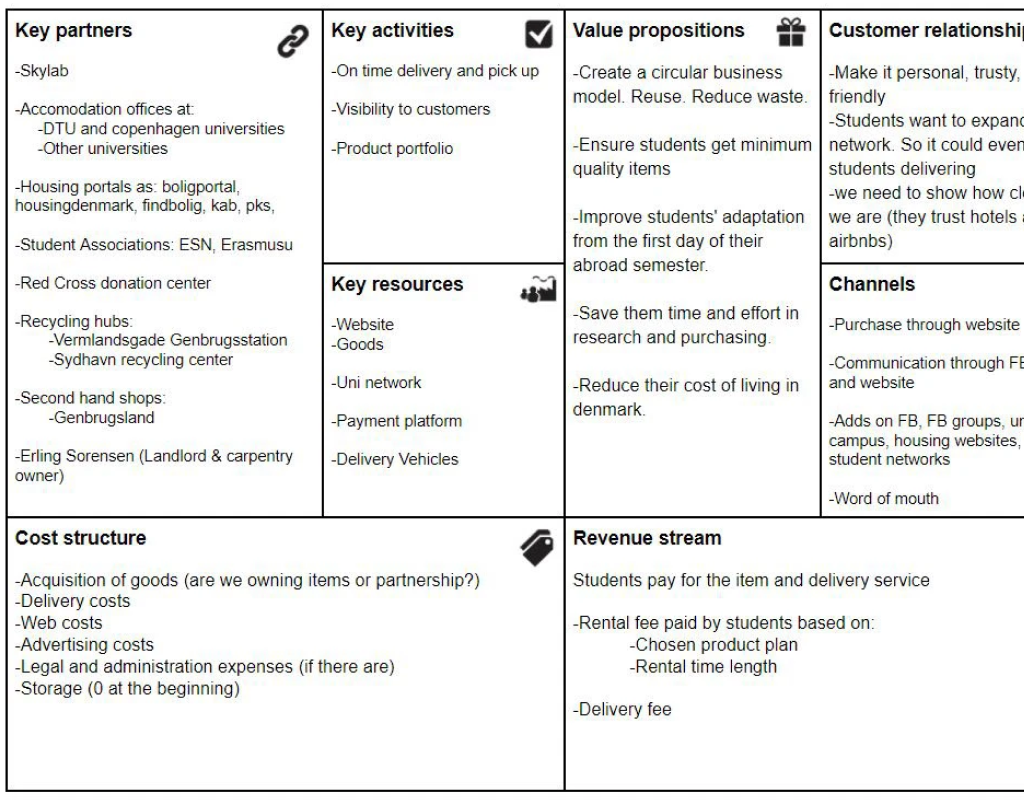 Key partners
-Skylab
-Accomodation offices at:
-DTU and copenhagen universities
-Other universities
-Housing portals as: boligportal,
housingdenmark, findbolig, kab, pks,
-Student Associations: ESN, Erasmusu
-Red Cross donation center
-Recycling hubs:
-Vermlandsgade Genbrugsstation
-Sydhavn recycling center
-Second hand shops:
-Genbrugsland
-Erling Sorensen (Landlord & carpentry
owner)
Key activities
-On time delivery and pick up
-Visibility to customers
-Product portfolio
Key resources
-Website
-Goods
-Uni network
-Payment platform
-Delivery Vehicles
Value propositions
-Create a circular business
model. Reuse. Reduce waste.
-Ensure students get minimum
quality items
-Improve students' adaptation
from the first day of their
abroad semester.
-Save them time and effort in
research and purchasing.
-Reduce their cost of living in
denmark.
Customer
-Make it personal, trusty,
friendly
-Students want to
network. So it could
students delivering
-we need to show how
we are (they trust hotels
airbnbs)
Channels
-Purchase through website
-Communication through
and website
-Adds on FB, FB groups,
campus, housing websites,
student networks
-Word of mouth
Cost structure
-Acquisition of goods (are we owning items or partnership?)
-Delivery costs
-Web costs
-Advertising costs
-Legal and administration expenses (if there are)
-Storage (0 at the beginning)
Revenue stream
Students pay for the item and delivery service
-Rental fee paid by students based on:
-Chosen product plan
-Rental time length
-Delivery fee